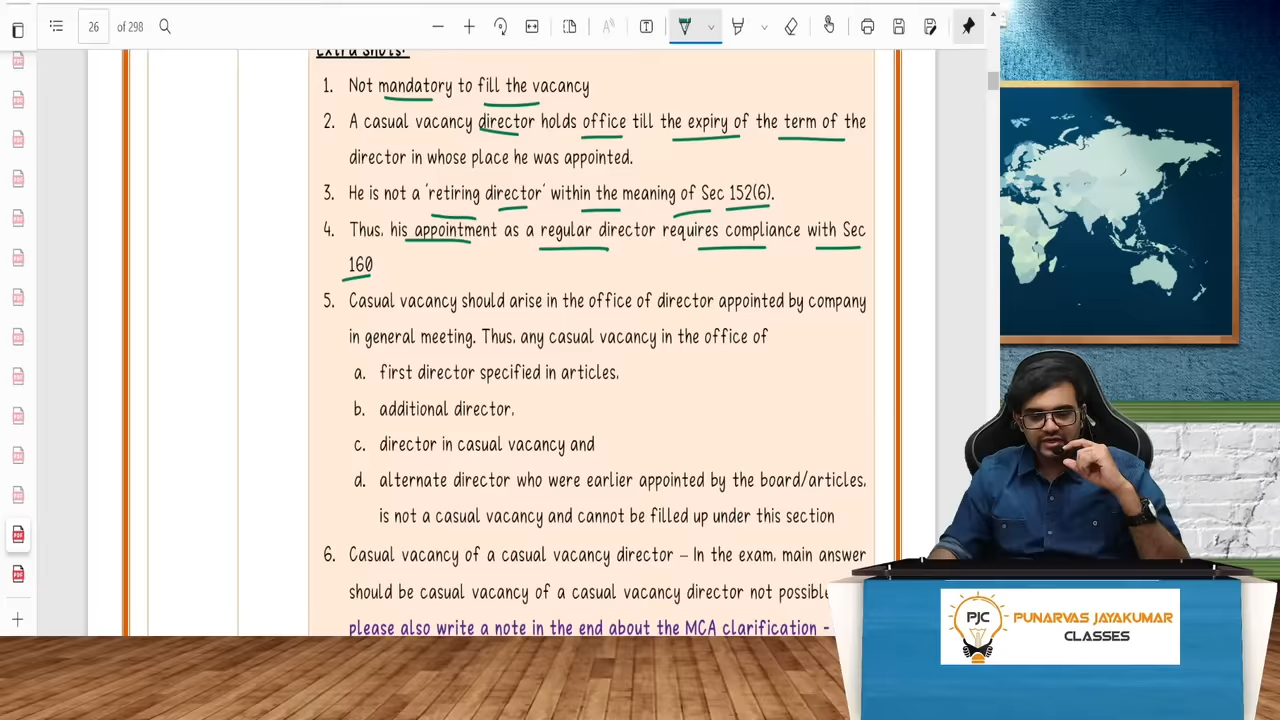 26 of 298
Extra Shots:
1. Not mandatory to fill the vacancy
2. A casual vacancy director holds office till the expiry of the term of the
director in whose place he was appointed.
3. He is not a 'retiring director' within the meaning of Sec 152(6).
4. Thus, his appointment as a regular director requires compliance with Sec
160
5. Casual vacancy should arise in the office of director appointed by company
in general meeting. Thus, any casual vacancy in the office of
a. first director specified in articles,
b. additional director,
c. director in casual vacancy and
d. alternate director who were earlier appointed by the board/articles,
is not a casual vacancy and cannot be filled up under this section
6. Casual vacancy of a casual vacancy director – In the exam, main answer
should be casual vacancy of a casual vacancy director not possible
please also write a note in the end about the MCA clarification -
PJC
PUNARVAS JAYAKUMAR
CLASSES